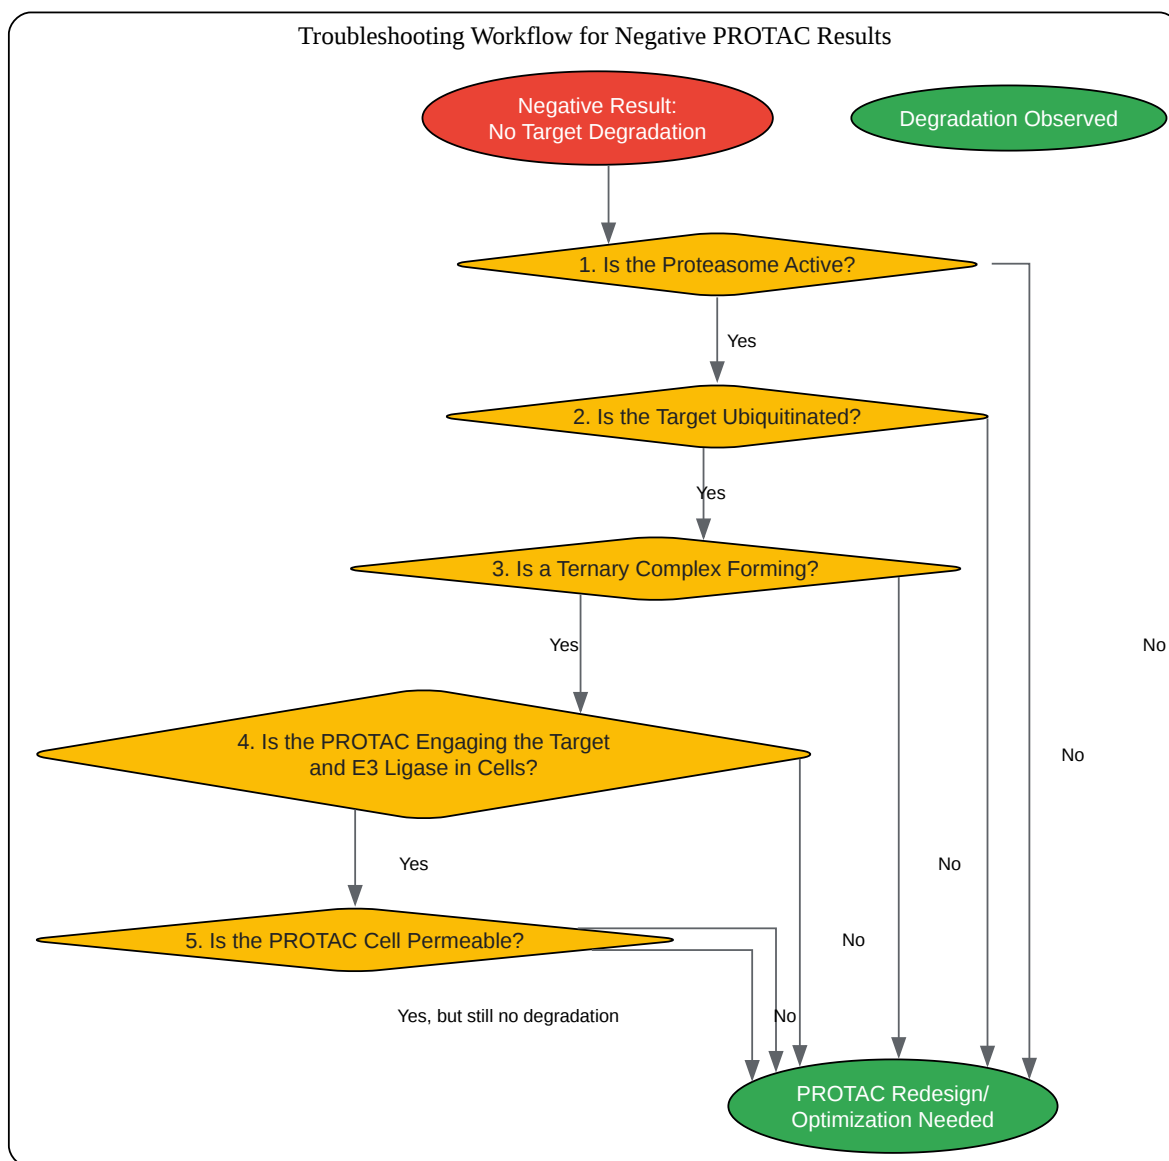 Troubleshooting Workflow for Negative PROTAC Results
Negative Result:
No Target Degradation
Degradation Observed
1. Is the Proteasome Active?
Yes
2. Is the Target Ubiquitinated?
Yes
3. Is a Ternary Complex Forming?
Yes
No
4. Is the PROTAC Engaging the Target
and E3 Ligase in Cells?
No
Yes
No
5. Is the PROTAC Cell Permeable?
No
Yes, but still no degradation
No
PROTAC Redesign/
Optimization Needed